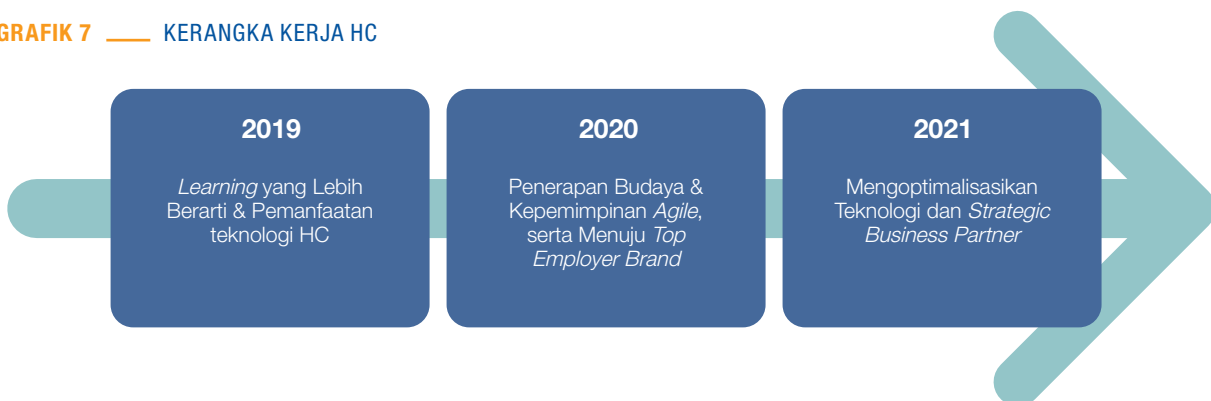 GRAFIK 7 ___ KERANGKA KERJA HC
2019
Learning yang Lebih
Berarti & Pemanfaatan
teknologi HC
2020
Penerapan Budaya &
Kepemimpinan Agile,
serta Menuju Top
Employer Brand
2021
Mengoptimalisasikan
Teknologi dan Strategic
Business Partner